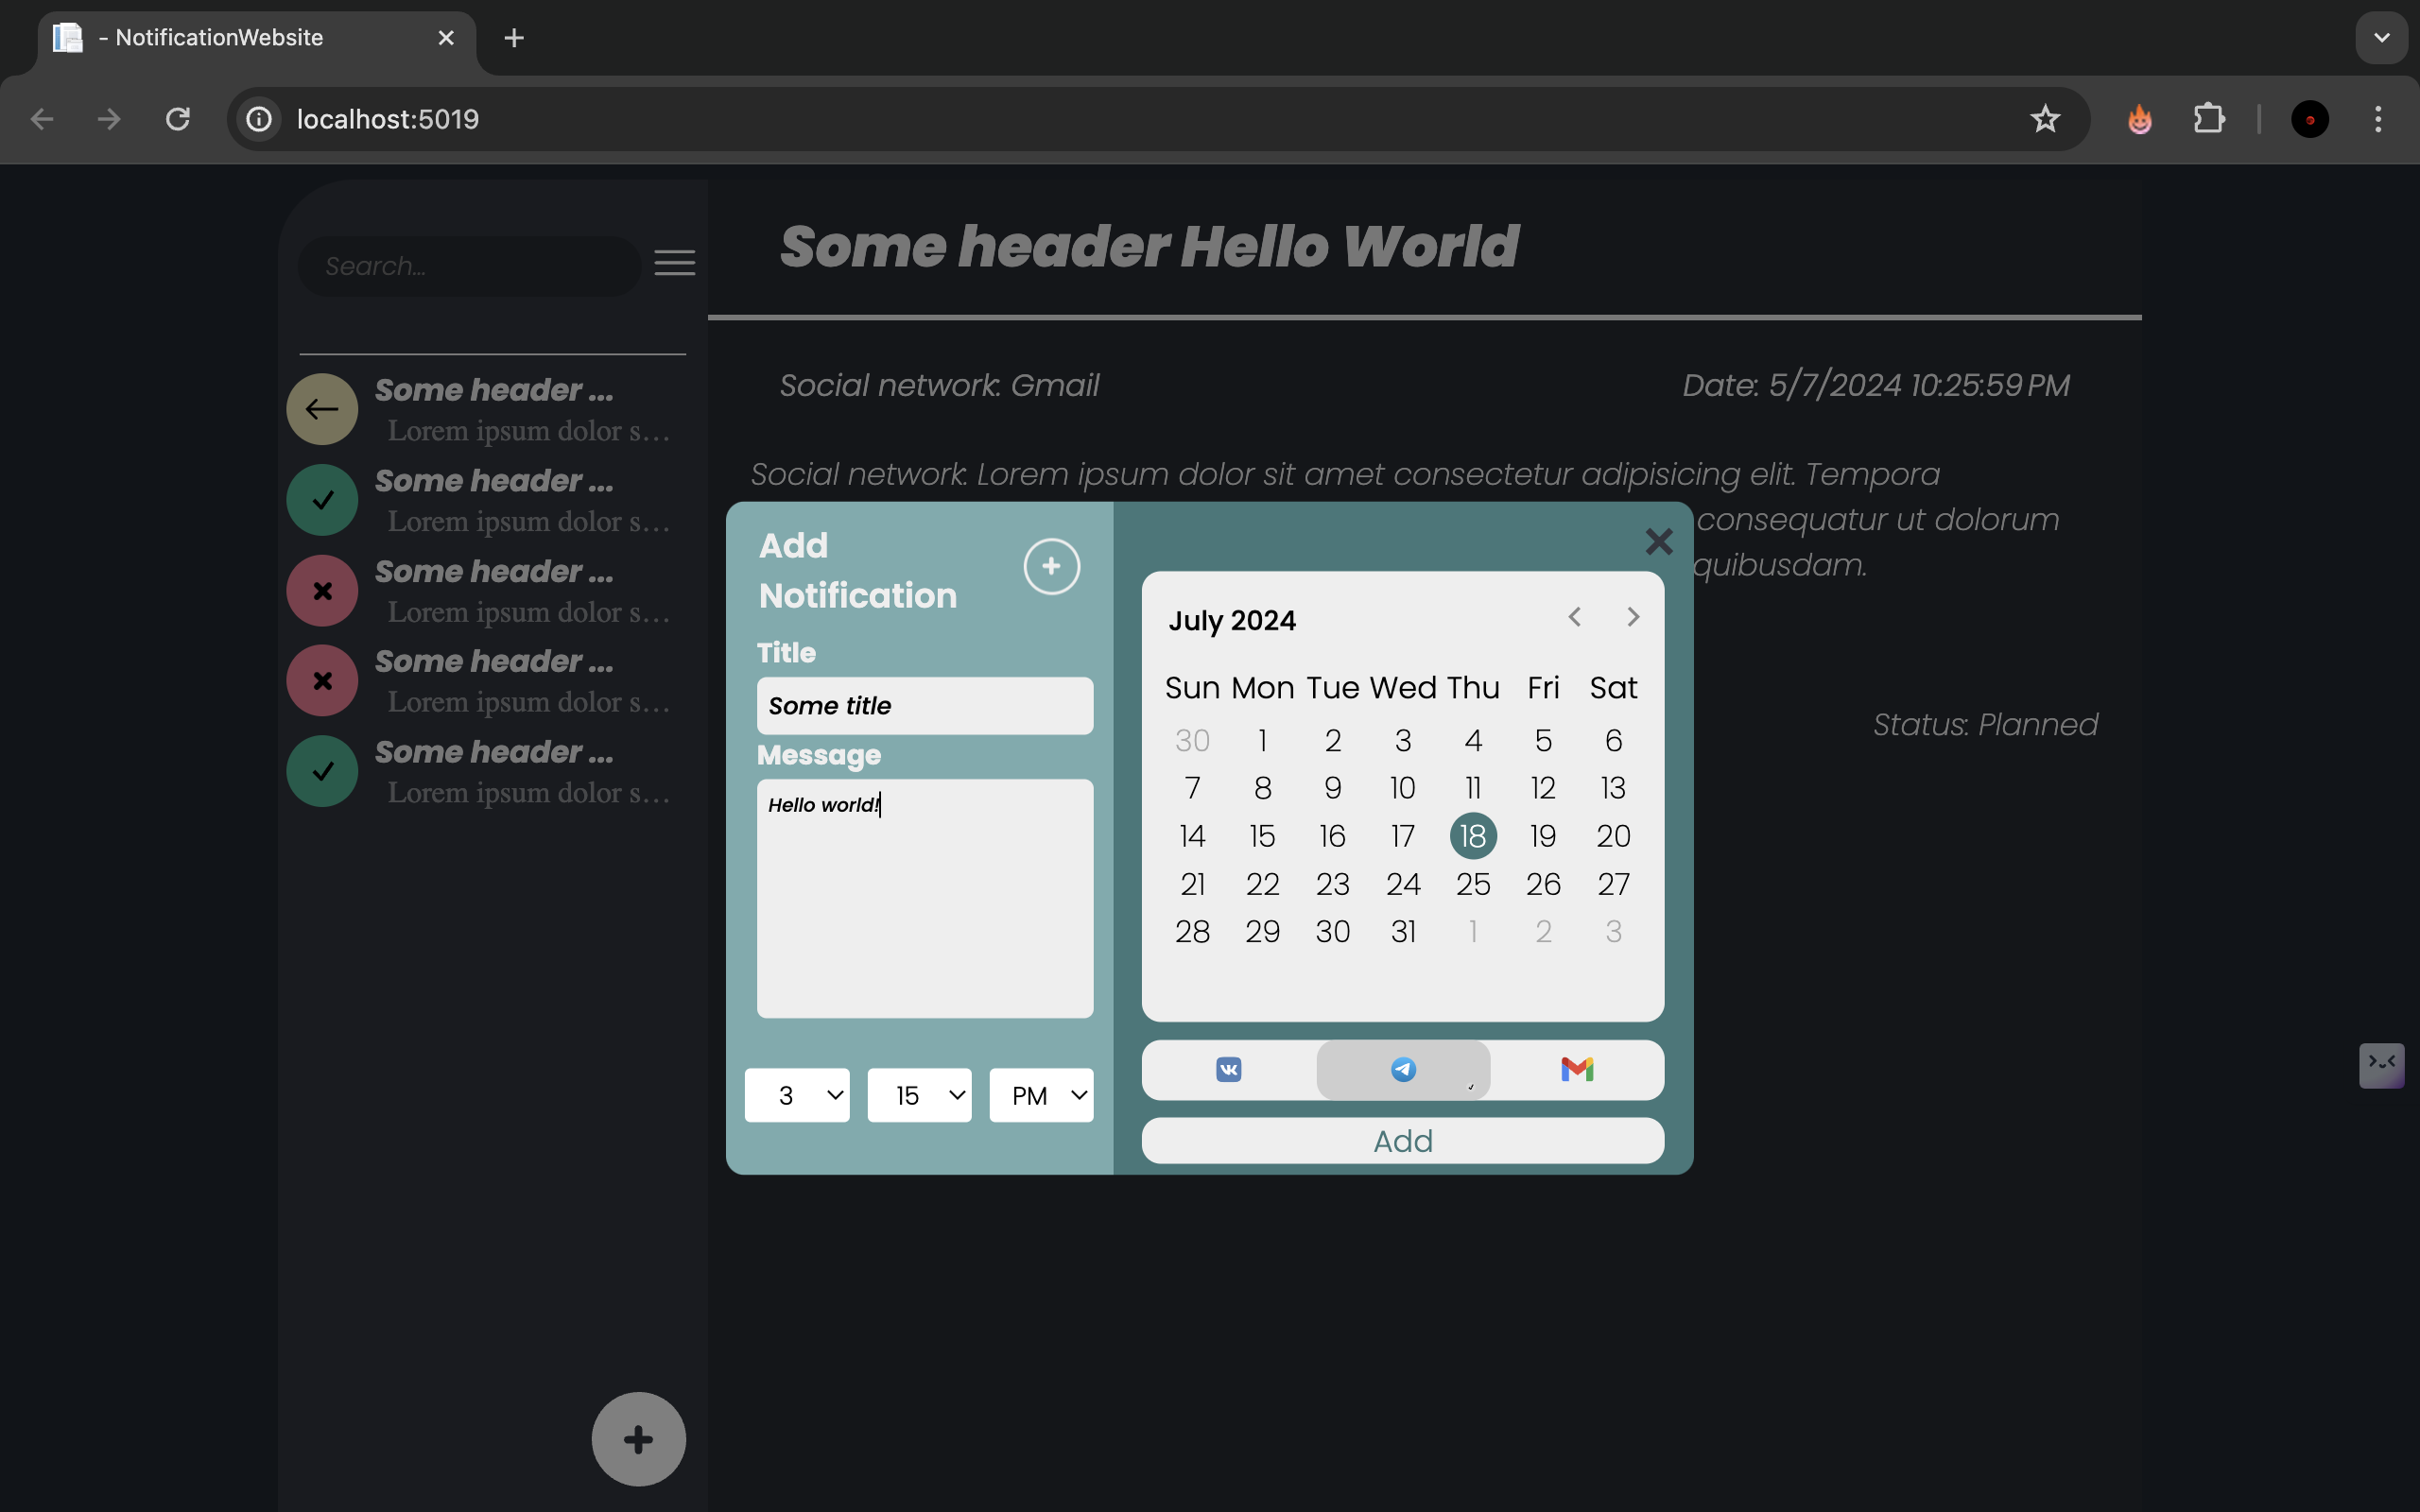 - NotificationWebsite
localhost:5019
Search...
Some header ...
Lorem ipsum dolor s...
Some header ...
Lorem ipsum dolor s...
Some header ...
Lorem ipsum dolor s...
Some header ...
Lorem ipsum dolor s...
Some header ...
Lorem ipsum dolor s...
Some header Hello World
Social network: Gmail
Date: 5/7/2024 10:25:59 PM
Social network: Lorem ipsum dolor sit amet consectetur adipisicing elit. Tempora
consequatur ut dolorum
quibusdam.
Status: Planned
Add
Notification
Title
Some title
Message
Hello world!
3 15 PM
July 2024
Sun Mon Tue Wed Thu Fri Sat
30 1 2 3 4 5 6
7 8 9 10 11 12 13
14 15 16 17 18 19 20
21 22 23 24 25 26 27
28 29 30 31 1 2 3
Add